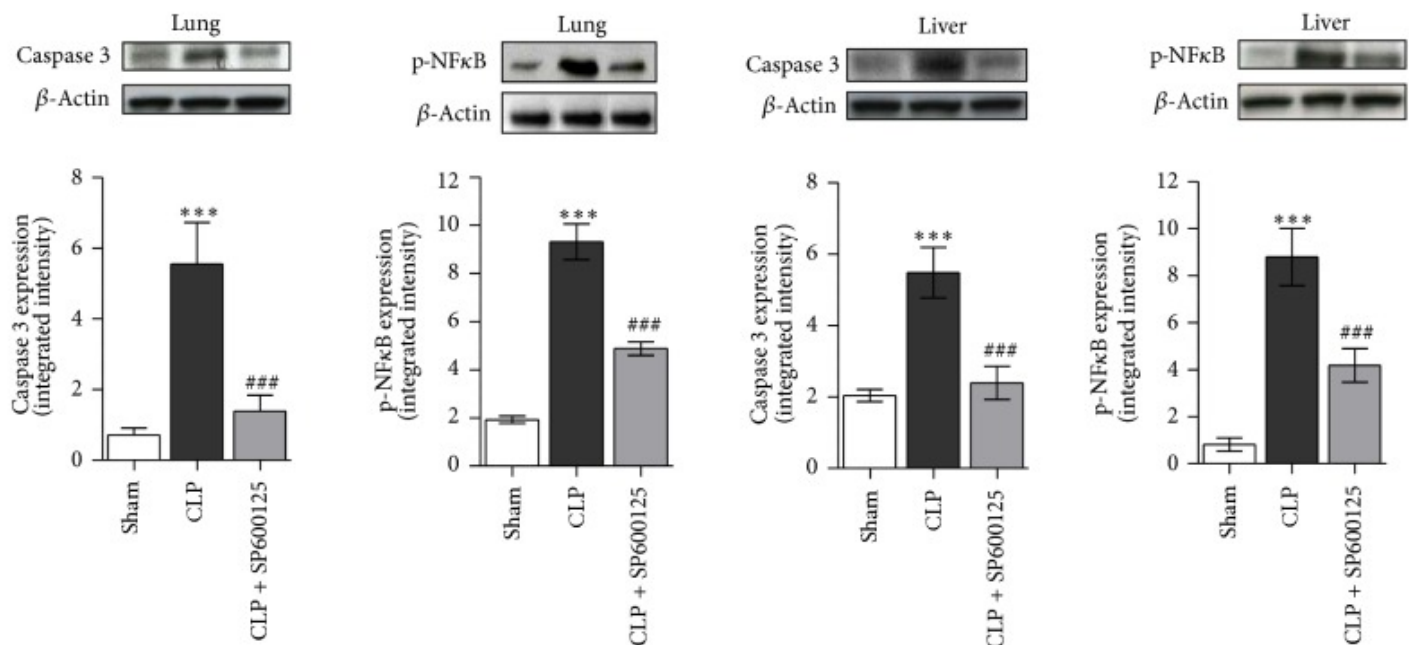 Lung
Caspase 3
β-Actin
8
6
4
2
0
Caspase 3 expression
(integrated intensity)
***
###
Sham
CLP
CLP + SP600125
Lung
p-NFκB
β-Actin
12
10
8
6
4
2
0
p-NFκB expression
(integrated intensity)
***
###
Sham
CLP
CLP + SP600125
Liver
Caspase 3
β-Actin
8
6
4
2
0
Caspase 3 expression
(integrated intensity)
***
###
Sham
CLP
CLP + SP600125
Liver
p-NFκB
β-Actin
12
10
8
6
4
2
0
p-NFκB expression
(integrated intensity)
***
###
Sham
CLP
CLP + SP600125